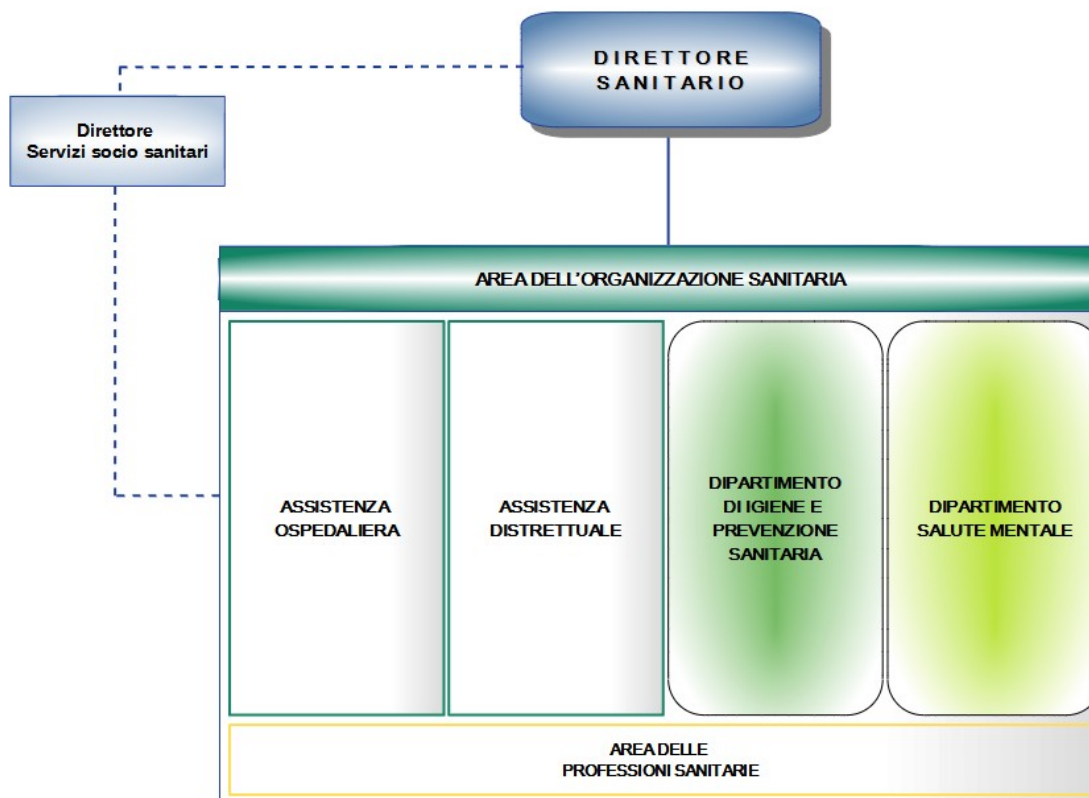 DIRETTORE
SANITARIO
Direttore
Servizi socio sanitari
AREA DELL'ORGANIZZAZIONE SANITARIA
ASSISTENZA
OSPEDALIERA
ASSISTENZA
DISTRETTUALE
DIPARTIMENTO
DI IGIENE E
PREVENZIONE
SANITARIA
DIPARTIMENTO
SALUTE MENTALE
AREA DELLE
PROFESSIONI SANITARIE